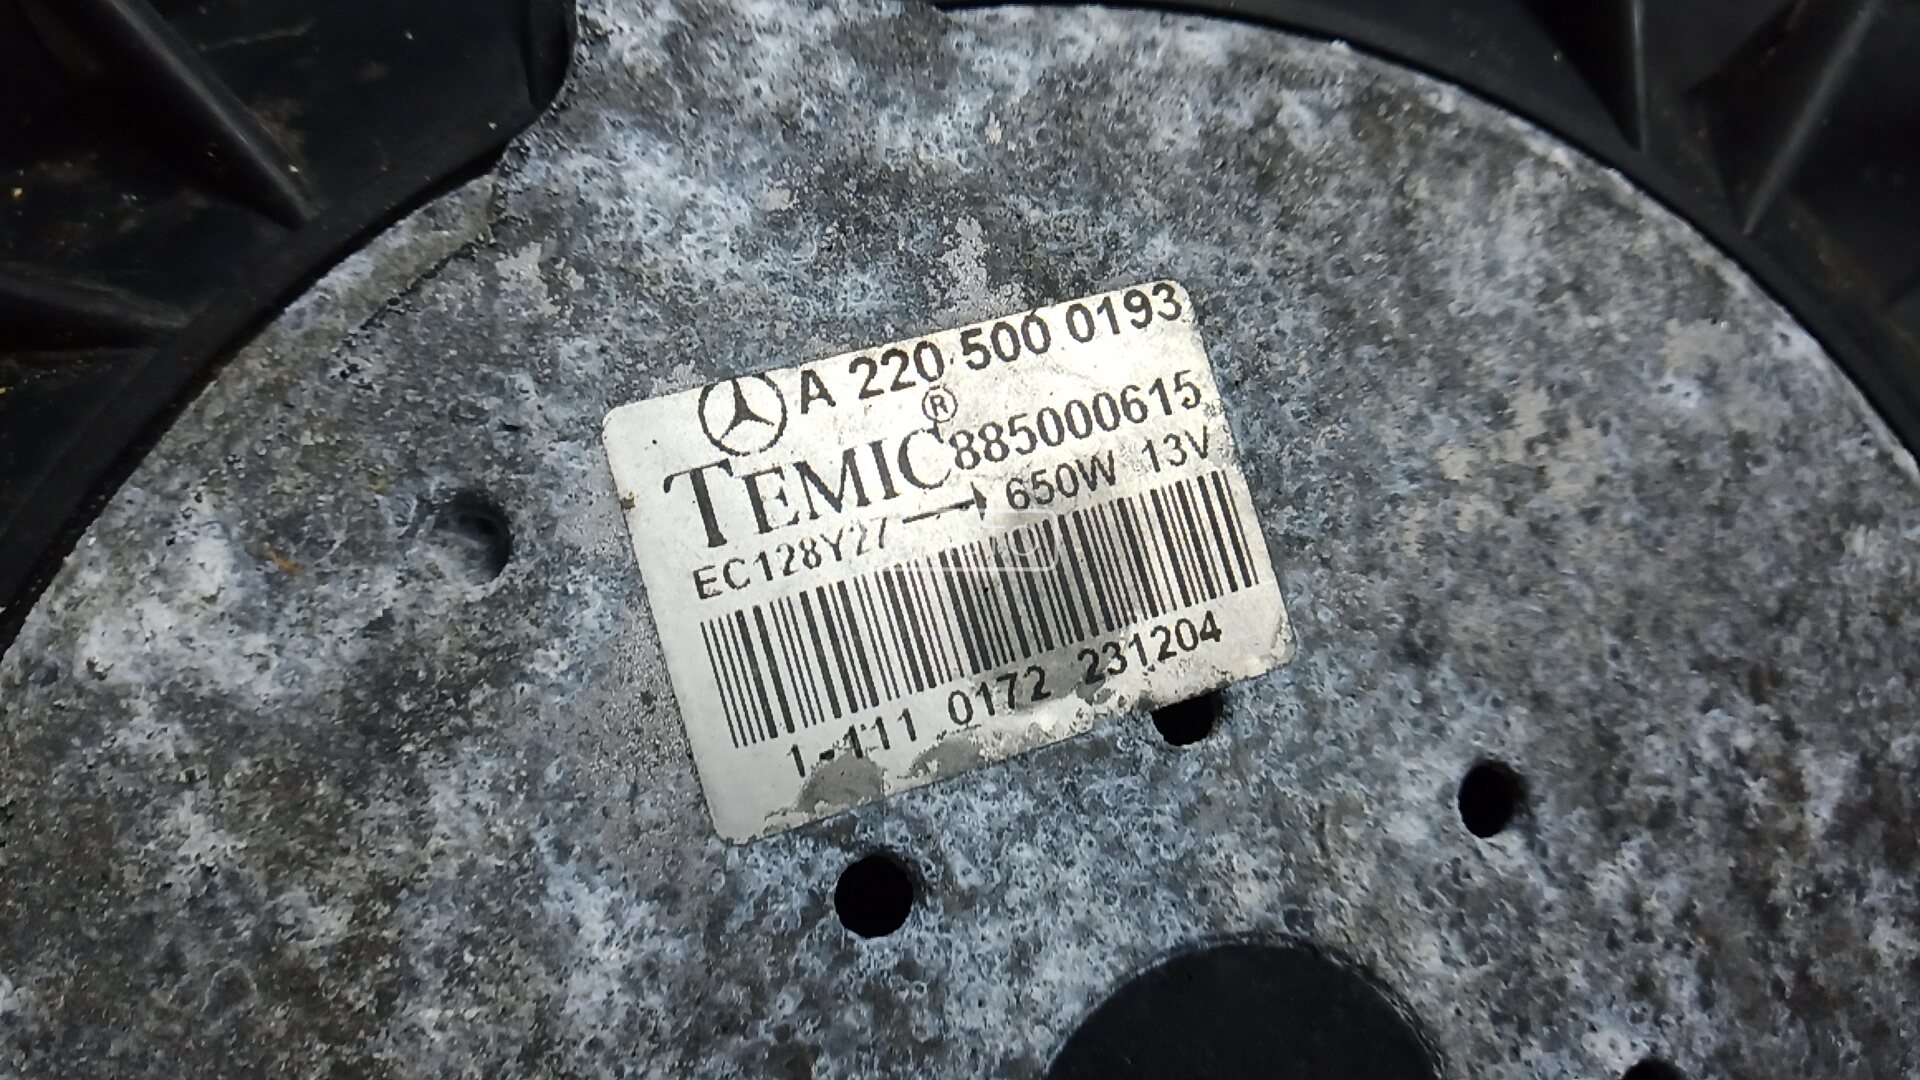 A 220 500 0193
TEMIC® 885000615
EC128Y27 → 650W 13V
1-111 0172 231204